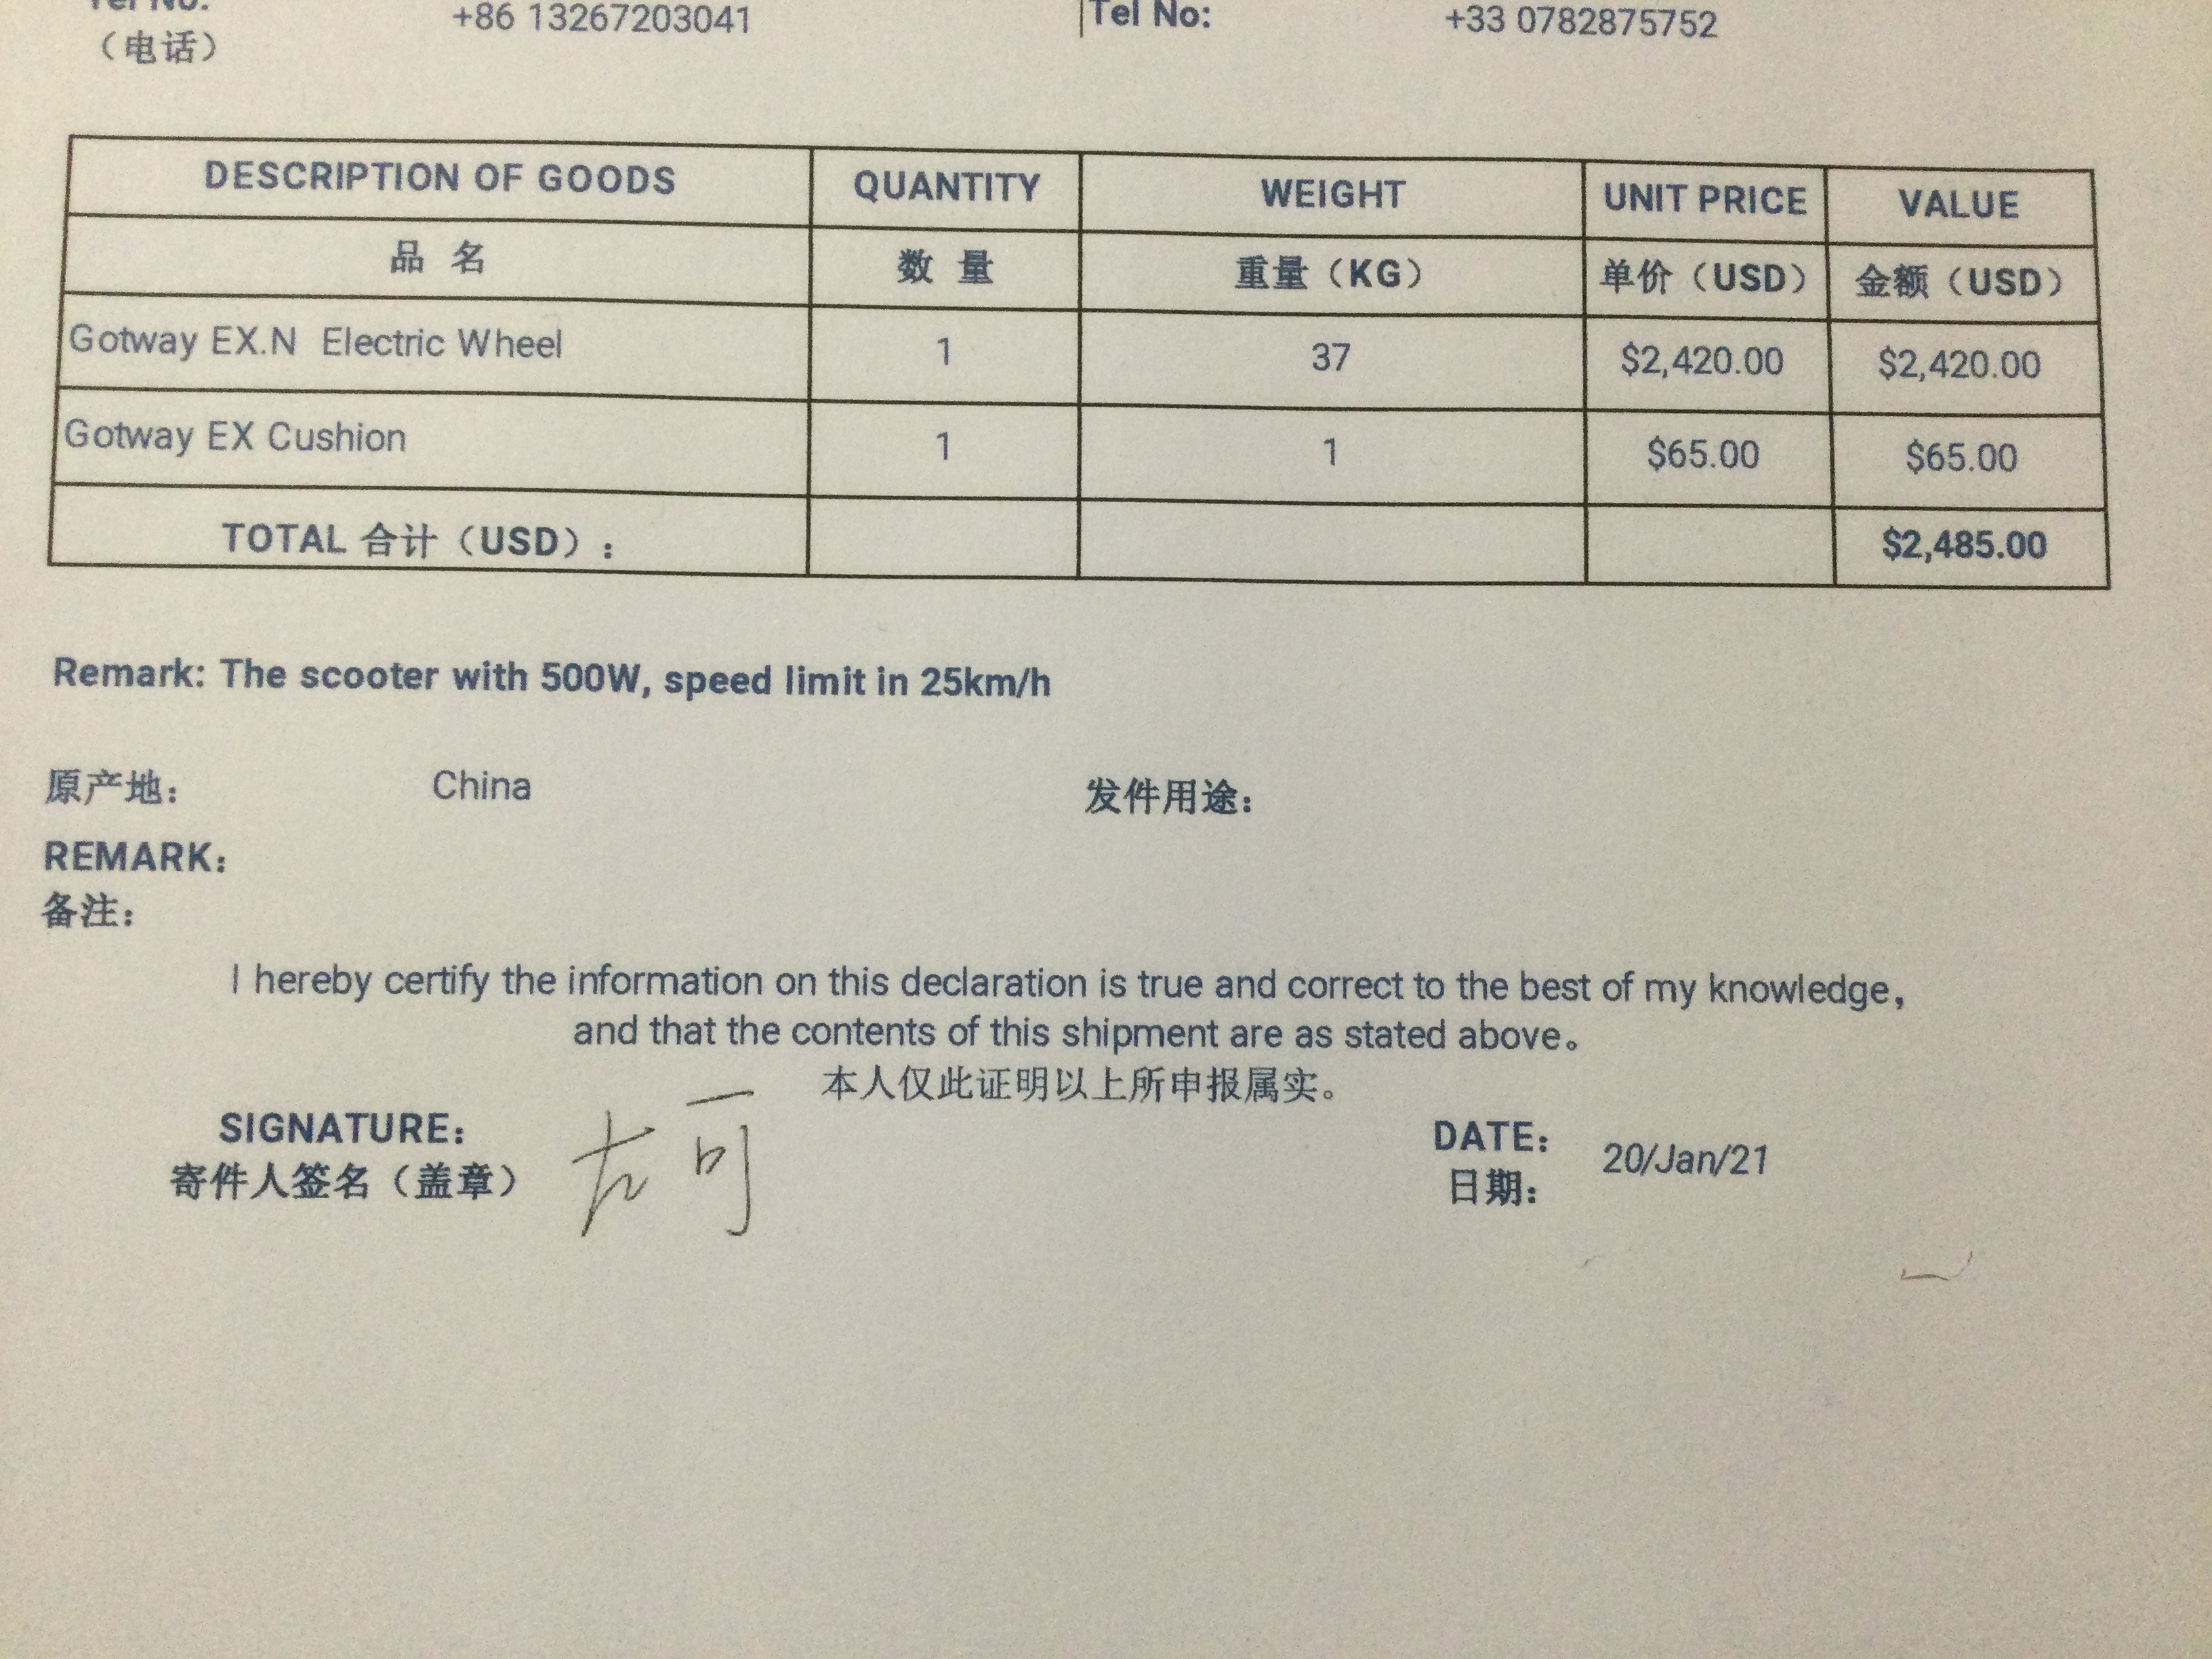 Tel No: +86 13267203041 Tel No: +33 0782875752
（电话）
DESCRIPTION OF GOODS QUANTITY WEIGHT UNIT PRICE VALUE
品 名 数 量 重量（KG） 单价（USD） 金额（USD）
Gotway EX.N Electric Wheel 1 37 $2,420.00 $2,420.00
Gotway EX Cushion 1 1 $65.00 $65.00
TOTAL 合计（USD）： $2,485.00
Remark: The scooter with 500W, speed limit in 25km/h
原产地： China 发件用途：
REMARK：
备注：
I hereby certify the information on this declaration is true and correct to the best of my knowledge，
and that the contents of this shipment are as stated above。
本人仅此证明以上所申报属实。
SIGNATURE：
寄件人签名（盖章）
DATE： 20/Jan/21
日期：